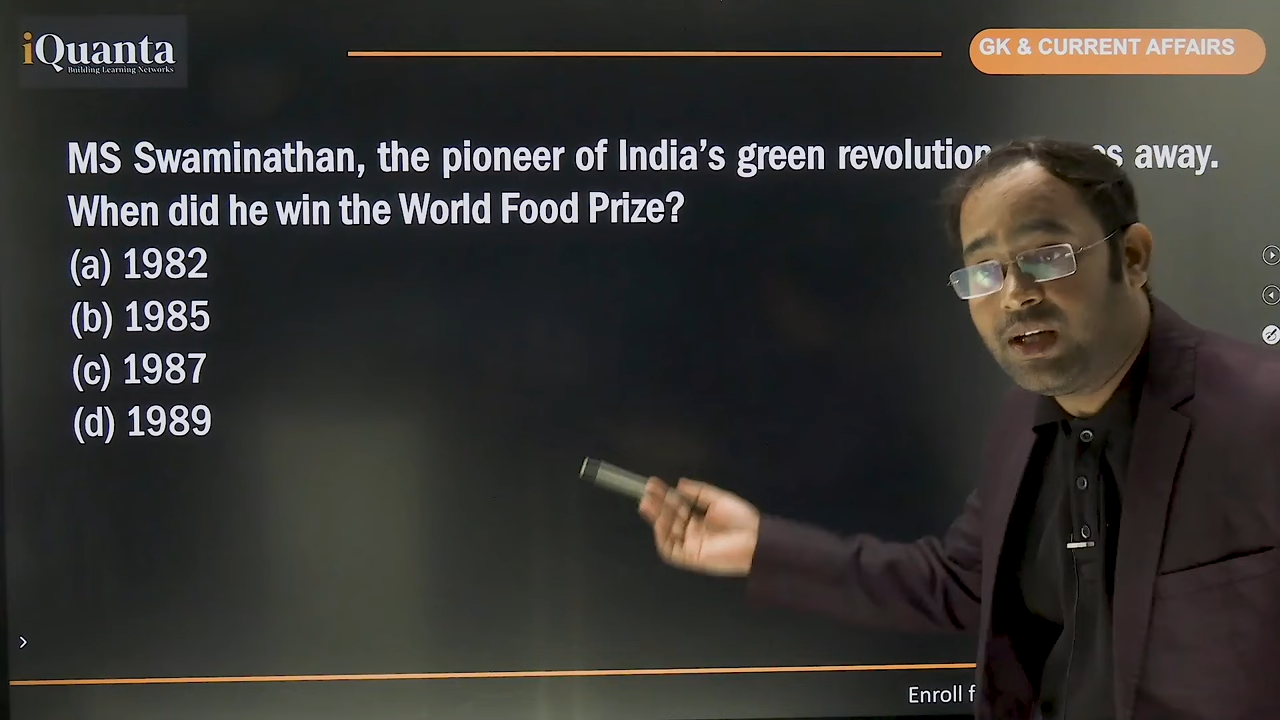 iQuanta
Building Learning Networks
GK & CURRENT AFFAIRS
MS Swaminathan, the pioneer of India's green revolution away.
When did he win the World Food Prize?
(a) 1982
(b) 1985
(c) 1987
(d) 1989
Enroll